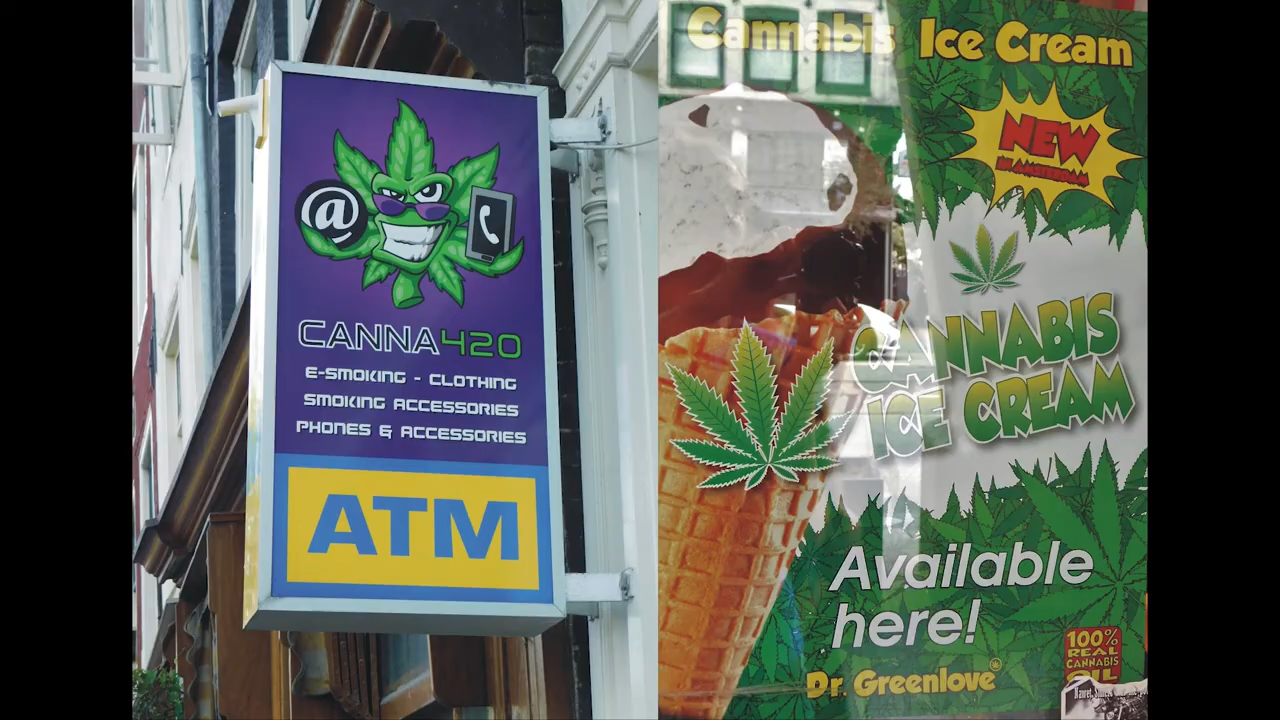 @
CANNA420
E-SMOKING - CLOTHING
SMOKING ACCESSORIES
PHONES & ACCESSORIES
ATM
Cannabis Ice Cream
NEW
IN AMSTERDAM
CANNABIS
ICE CREAM
Available
here!
Dr. Greenlove
100%
REAL
CANNABIS
OIL